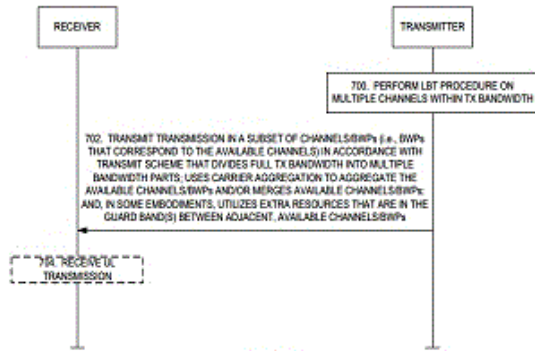 RECEIVER
TRANSMITTER
700. PERFORM LBT PROCEDURE ON
MULTIPLE CHANNELS WITHIN TX BANDWIDTH
702. TRANSMIT TRANSMISSION IN A SUBSET OF CHANNELS/BWPs (i.e., BWPs
THAT CORRESPOND TO THE AVAILABLE CHANNELS) IN ACCORDANCE WITH
TRANSMIT SCHEME THAT DIVIDES FULL TX BANDWIDTH INTO MULTIPLE
BANDWIDTH PARTS; USES CARRIER AGGREGATION TO AGGREGATE THE
AVAILABLE CHANNELS/BWPs AND/OR MERGES AVAILABLE CHANNELS/BWPs;
AND, IN SOME EMBODIMENTS, UTILIZES EXTRA RESOURCES THAT ARE IN THE
GUARD BAND(S) BETWEEN ADJACENT, AVAILABLE CHANNELS/BWPs
704. RECEIVE UL
TRANSMISSION